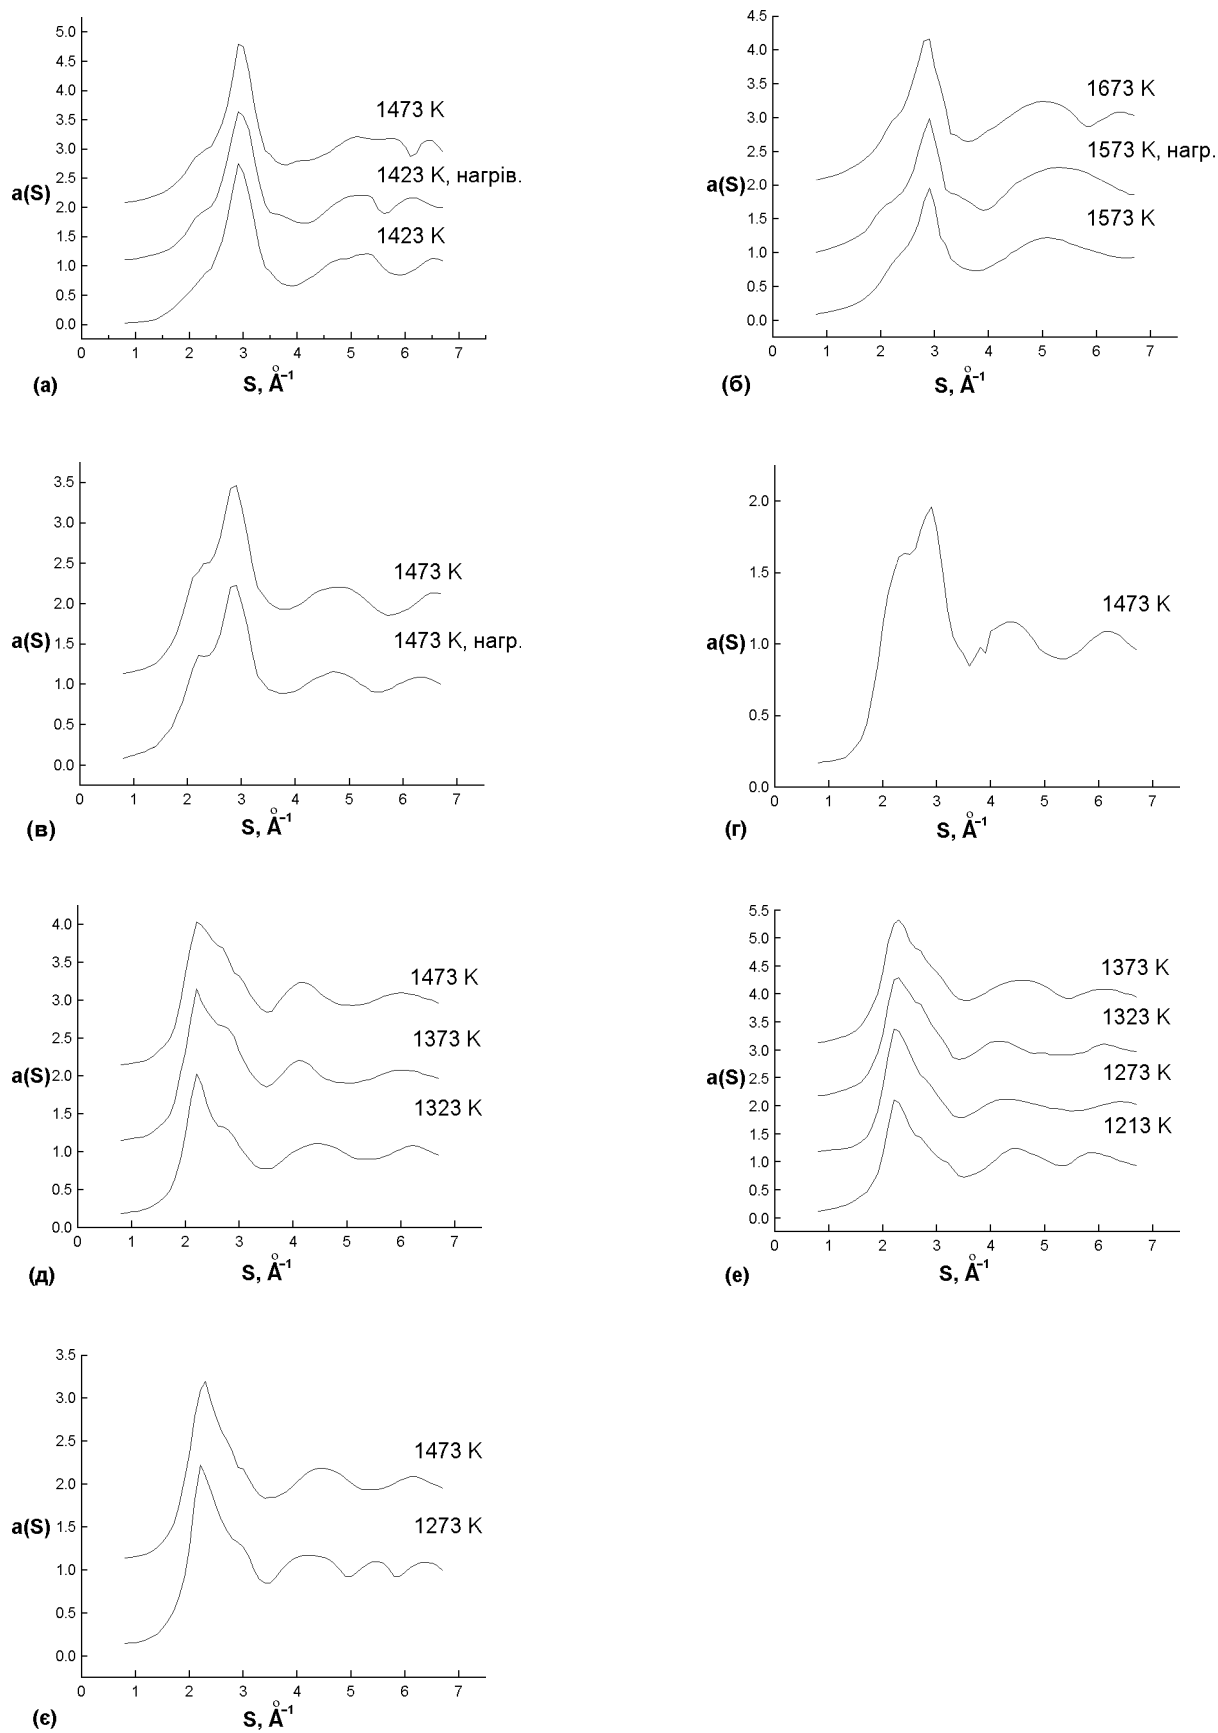 5.0
4.5
4.0
3.5
3.0
2.5
2.0
1.5
1.0
0.5
0.0
a(S)
1473 K
1423 K, нагрів.
1423 K
0 1 2 3 4 5 6 7
S, Å⁻¹
(а)
4.5
4.0
3.5
3.0
2.5
2.0
1.5
1.0
0.5
0.0
a(S)
1673 K
1573 K, нагр.
1573 K
0 1 2 3 4 5 6 7
S, Å⁻¹
(б)
3.5
3.0
2.5
2.0
1.5
1.0
0.5
0.0
a(S)
1473 K
1473 K, нагр.
0 1 2 3 4 5 6 7
S, Å⁻¹
(в)
2.0
1.5
1.0
0.5
0.0
a(S)
1473 K
0 1 2 3 4 5 6 7
S, Å⁻¹
(г)
4.0
3.5
3.0
2.5
2.0
1.5
1.0
0.5
0.0
a(S)
1473 K
1373 K
1323 K
0 1 2 3 4 5 6 7
S, Å⁻¹
(д)
5.5
5.0
4.5
4.0
3.5
3.0
2.5
2.0
1.5
1.0
0.5
0.0
a(S)
1373 K
1323 K
1273 K
1213 K
0 1 2 3 4 5 6 7
S, Å⁻¹
(е)
3.5
3.0
2.5
2.0
1.5
1.0
0.5
0.0
a(S)
1473 K
1273 K
0 1 2 3 4 5 6 7
S, Å⁻¹
(є)